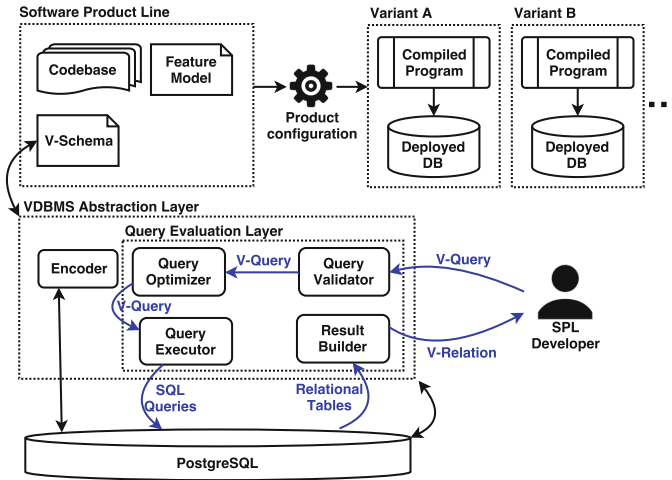 Software Product Line
Variant A
Variant B
Codebase
Feature
Model
V-Schema
Product
configuration
Compiled
Program
Deployed
DB
Compiled
Program
Deployed
DB
VDBMS Abstraction Layer
Query Evaluation Layer
Encoder
Query
Optimizer
V-Query
Query
Validator
V-Query
V-Query
Query
Executor
Result
Builder
V-Relation
SPL
Developer
SQL
Queries
Relational
Tables
PostgreSQL